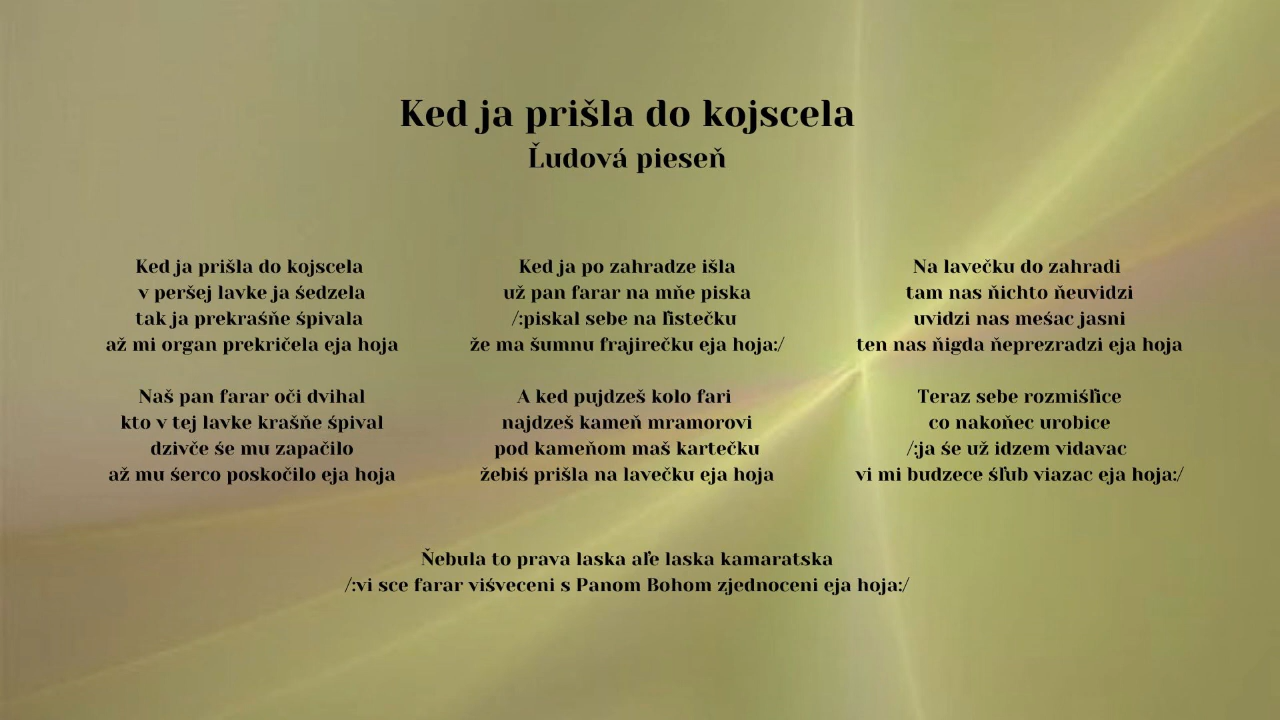 Ked ja prišla do kojscela
Ľudová pieseň
Ked ja prišla do kojscela
v peršej lavke ja śedzela
tak ja prekraśňe śpivala
až mi organ prekričela eja hoja
Naš pan farar oči dvihal
kto v tej lavke krašňe śpival
dzivče śe mu zapačilo
až mu śerco poskočilo eja hoja
Ked ja po zahradze išla
už pan farar na mňe piska
/:piskal sebe na ľistečku
že ma šumnu frajirečku eja hoja:/
A ked pujdzeš kolo fari
najdzeš kameň mramorovi
pod kameňom maš kartečku
žebiś prišla na lavečku eja hoja
Na lavečku do zahradi
tam nas ňichto ňeuvidzi
uvidzi nas meśac jasni
ten nas ňigda ňeprezradzi eja hoja
Teraz sebe rozmiśľice
co nakoňec urobice
/:ja śe už idzem vidavac
vi mi budzece śľub viazac eja hoja:/
Ňebula to prava laska aľe laska kamaratska
/:vi sce farar viśveceni s Panom Bohom zjednoceni eja hoja:/